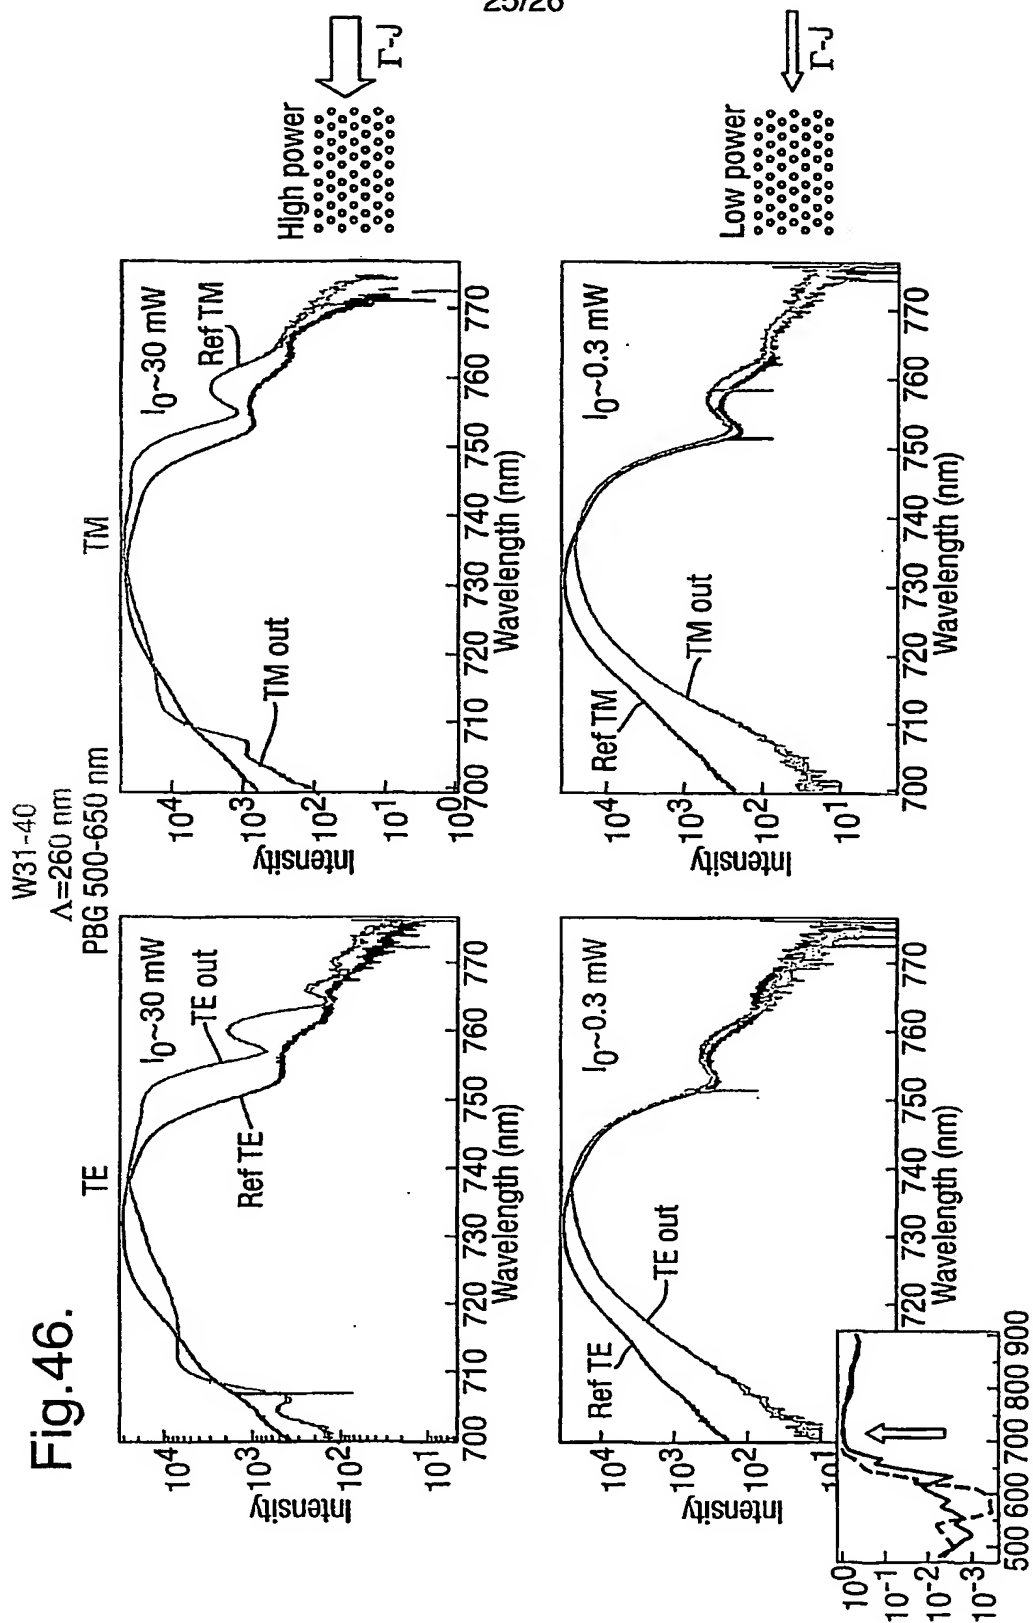 25/26
Fig.46.
W31-40
Λ=260 nm
PBG 500-650 nm
TE
TM
I0~30 mW
TE out
Ref TE
Intensity
10^4
10^3
10^2
10^1
700 710 720 730 740 750 760 770
Wavelength (nm)
I0~30 mW
Ref TM
TM out
Intensity
10^4
10^3
10^2
10^1
10^0
700 710 720 730 740 750 760 770
Wavelength (nm)
High power
Γ-J
I0~0.3 mW
Ref TE
TE out
Intensity
10^4
10^3
10^2
10^1
720 730 740 750 760 770
Wavelength (nm)
10^0
10^-1
10^-2
10^-3
500 600 700 800 900
I0~0.3 mW
Ref TM
TM out
Intensity
10^4
10^3
10^2
10^1
700 710 720 730 740 750 760 770
Wavelength (nm)
Low power
Γ-J